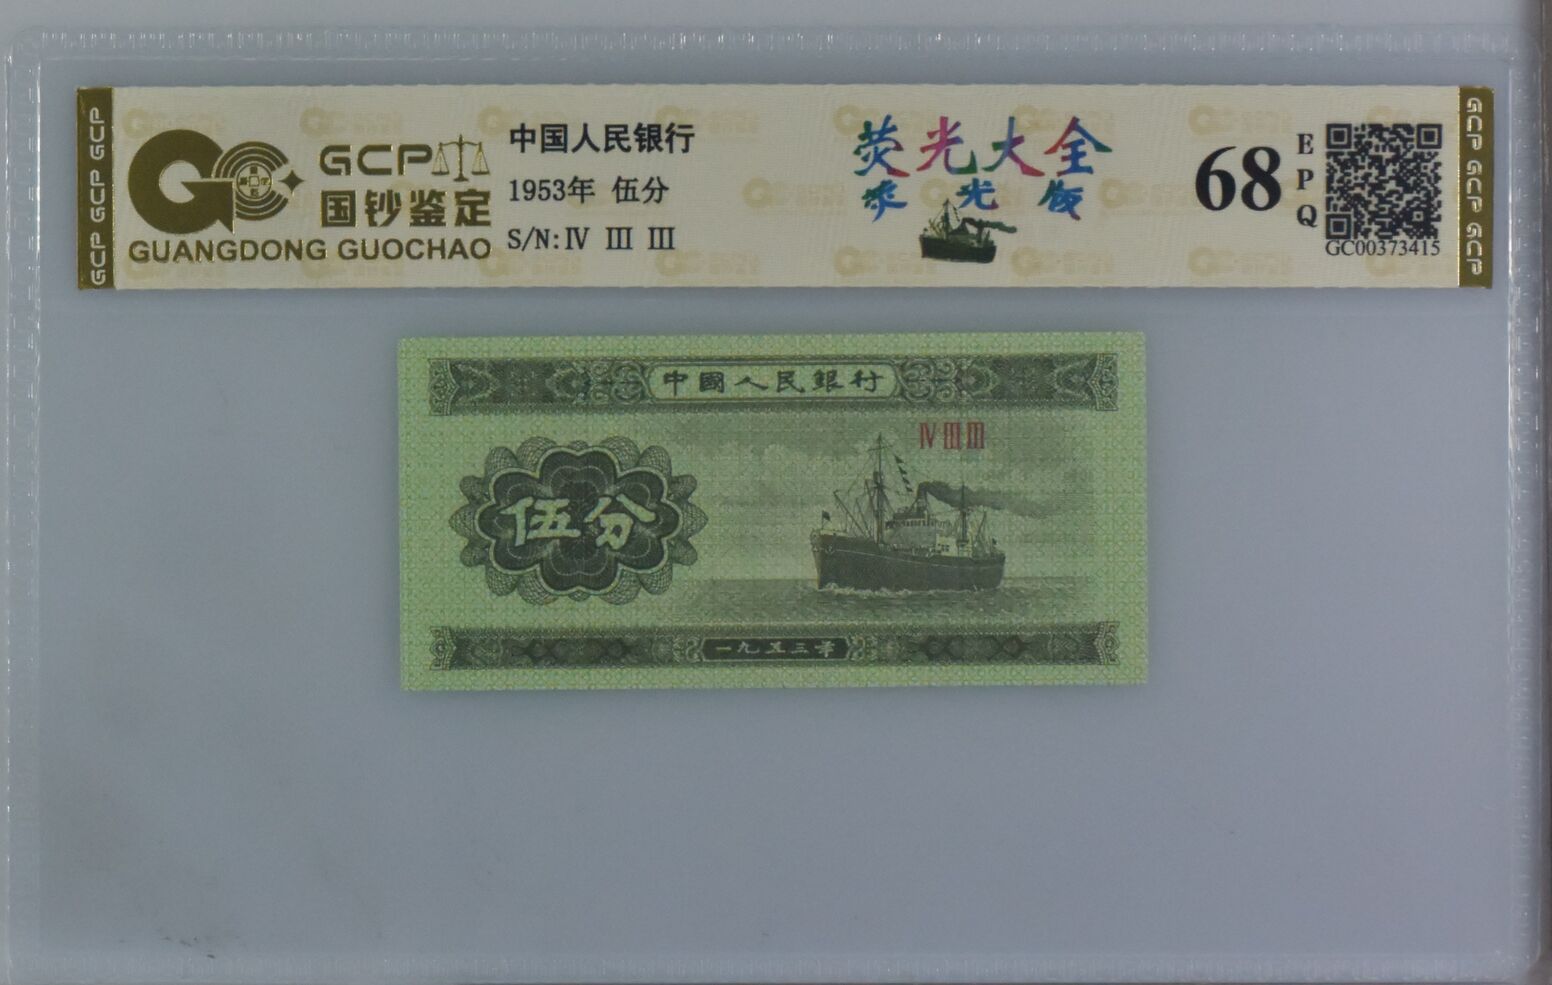 GCP GCP GCP
GCP
国钞鉴定
GUANGDONG GUOCHAO
中国人民银行
1953年 伍分
S/N:Ⅳ Ⅲ Ⅲ
荧光大全
光
68
EPQ
GC00373415
GCP GCP GCP
中國人民銀行
Ⅳ Ⅲ Ⅲ
伍分
一九五三年